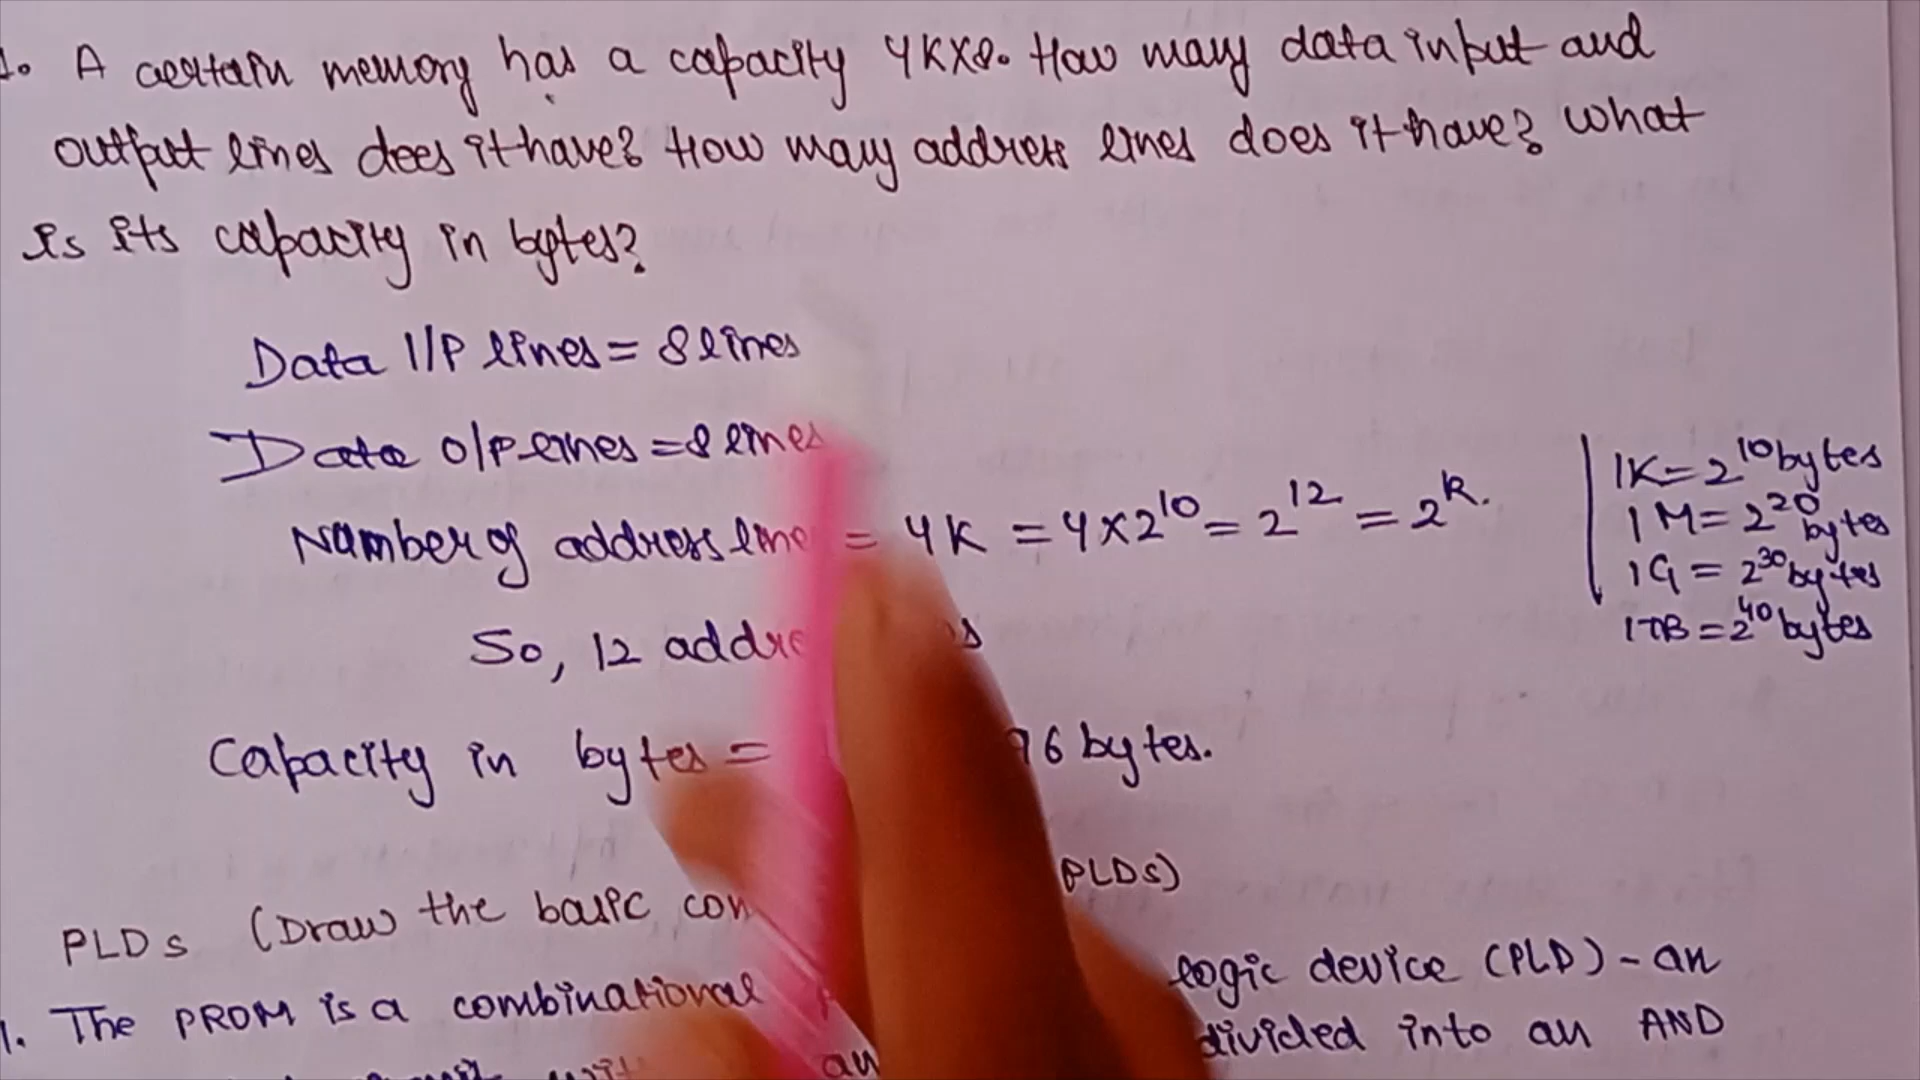 1. A certain memory has a capacity 4K×8. How many data input and
output lines does it have? How many address lines does it have? What
is its capacity in bytes?
Data I/P lines = 8 lines
Data O/P lines = 8 lines
Number of address line = 4K = 4×2^10 = 2^12 = 2^k.
So, 12
Capacity in bytes = 96 bytes.
1K = 2^10 bytes
1M = 2^20 bytes
1G = 2^30 bytes
1TB = 2^40 bytes
PLDs (Draw the basic PLDs)
1. The PROM is a combinational logic device (PLD) - an
divided into an AND